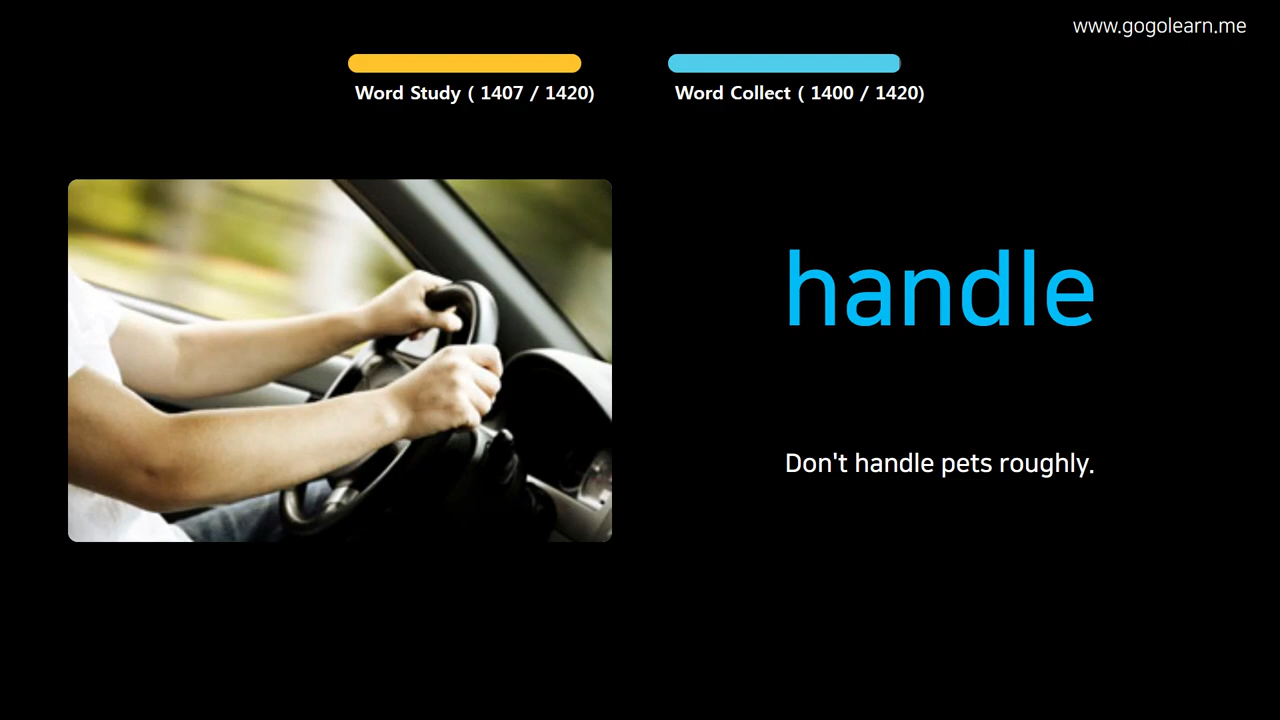 www.gogolearn.me
Word Study ( 1407 / 1420)
Word Collect ( 1400 / 1420)
handle
Don't handle pets roughly.